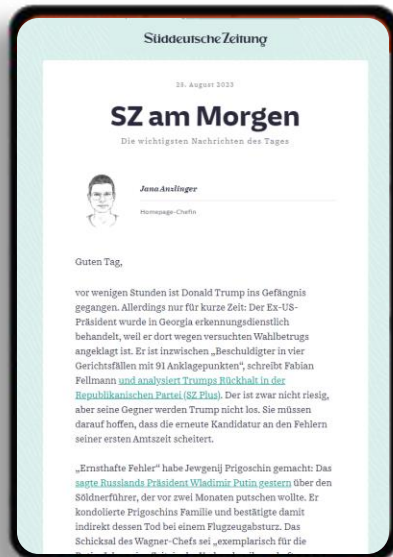 Süddeutsche Zeitung
25. August 2023
SZ am Morgen
Die wichtigsten Nachrichten des Tages
Jana Anzlinger
Homepage-Chefin
Guten Tag,
vor wenigen Stunden ist Donald Trump ins Gefängnis
gegangen. Allerdings nur für kurze Zeit: Der Ex-US-
Präsident wurde in Georgia erkennungsdienstlich
behandelt, weil er dort wegen versuchten Wahlbetrugs
angeklagt ist. Er ist inzwischen „Beschuldigter in vier
Gerichtsfällen mit 91 Anklagepunkten“, schreibt Fabian
Fellmann und analysiert Trumps Rückhalt in der
Republikanischen Partei (SZ Plus). Der ist zwar nicht riesig,
aber seine Gegner werden Trump nicht los. Sie müssen
darauf hoffen, dass die erneute Kandidatur an den Fehlern
seiner ersten Amtszeit scheitert.
„Ernsthafte Fehler“ habe Jewgenij Prigoschin gemacht: Das
sagte Russlands Präsident Wladimir Putin gestern über den
Söldnerführer, der vor zwei Monaten putschen wollte. Er
kondolierte Prigoschins Familie und bestätigte damit
indirekt dessen Tod bei einem Flugzeugabsturz. Das
Schicksal des Wagner-Chefs sei „exemplarisch für die